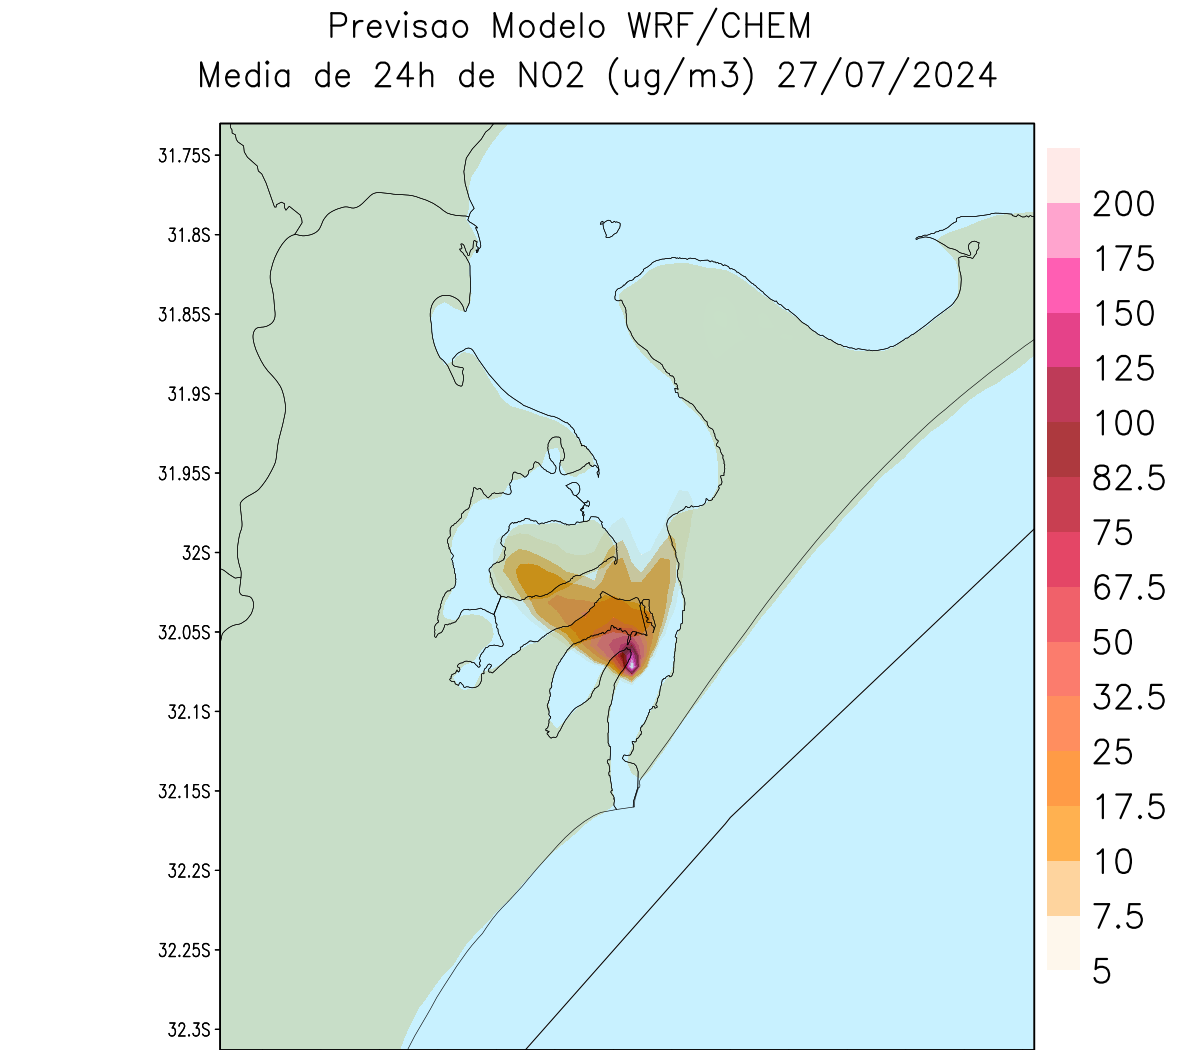 Previsao Modelo WRF/CHEM
Media de 24h de NO2 (ug/m3) 27/07/2024
31.75S
31.8S
31.85S
31.9S
31.95S
32S
32.05S
32.1S
32.15S
32.2S
32.25S
32.3S
200
175
150
125
100
82.5
75
67.5
50
32.5
25
17.5
10
7.5
5